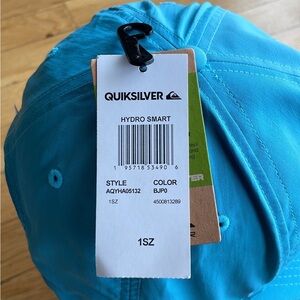 QUIKSILVER
HYDRO SMART
1 95718 53490 6
STYLE COLOR
AQYHA05132 BJP0
1SZ 4500813289
1SZ